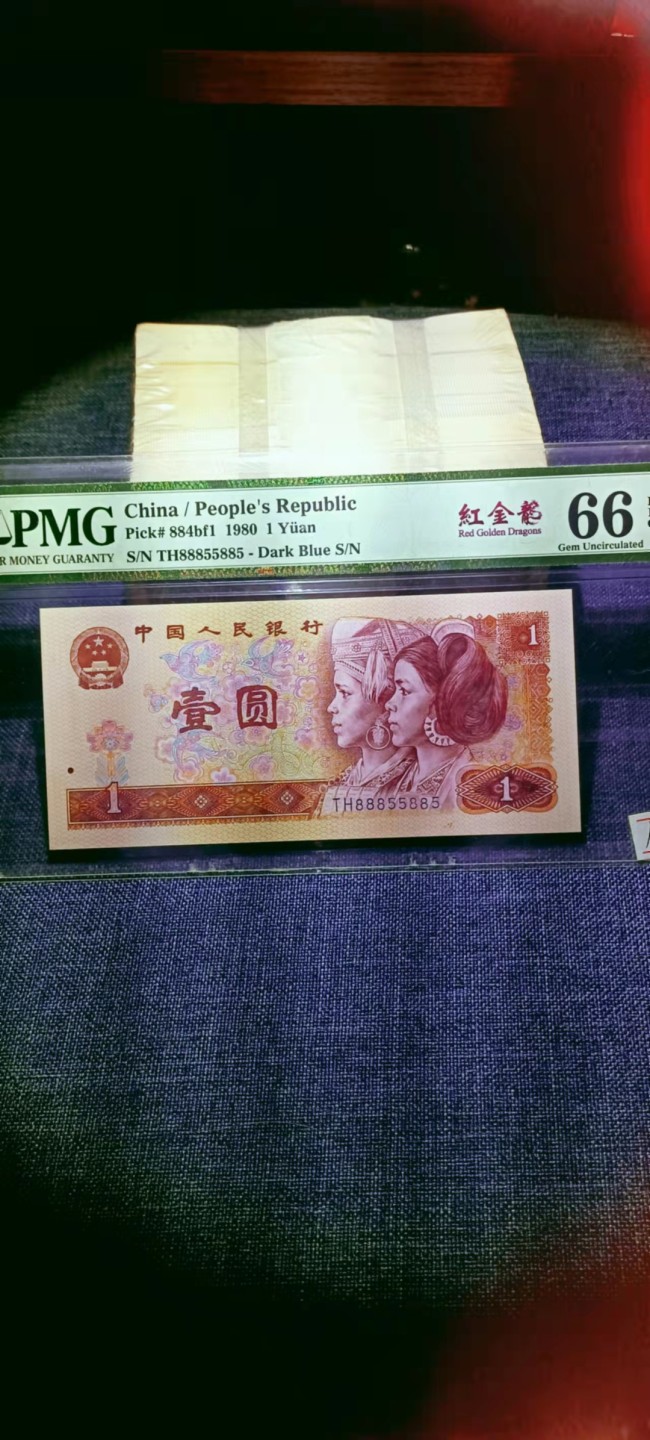 PMG
R MONEY GUARANTY
China / People's Republic
Pick# 884bf1 1980 1 Yüan
S/N TH88855885 - Dark Blue S/N
紅金龍
Red Golden Dragons
66
Gem Uncirculated
中国人民银行
1
壹圆
1
TH88855885
1